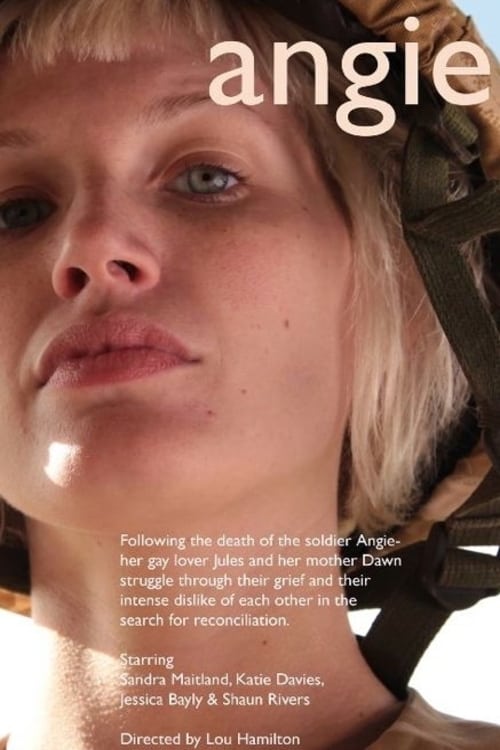 angie
Following the death of the soldier Angie-
her gay lover Jules and her mother Dawn
struggle through their grief and their
intense dislike of each other in the
search for reconciliation.
Starring
Sandra Maitland, Katie Davies,
Jessica Bayly & Shaun Rivers
Directed by Lou Hamilton